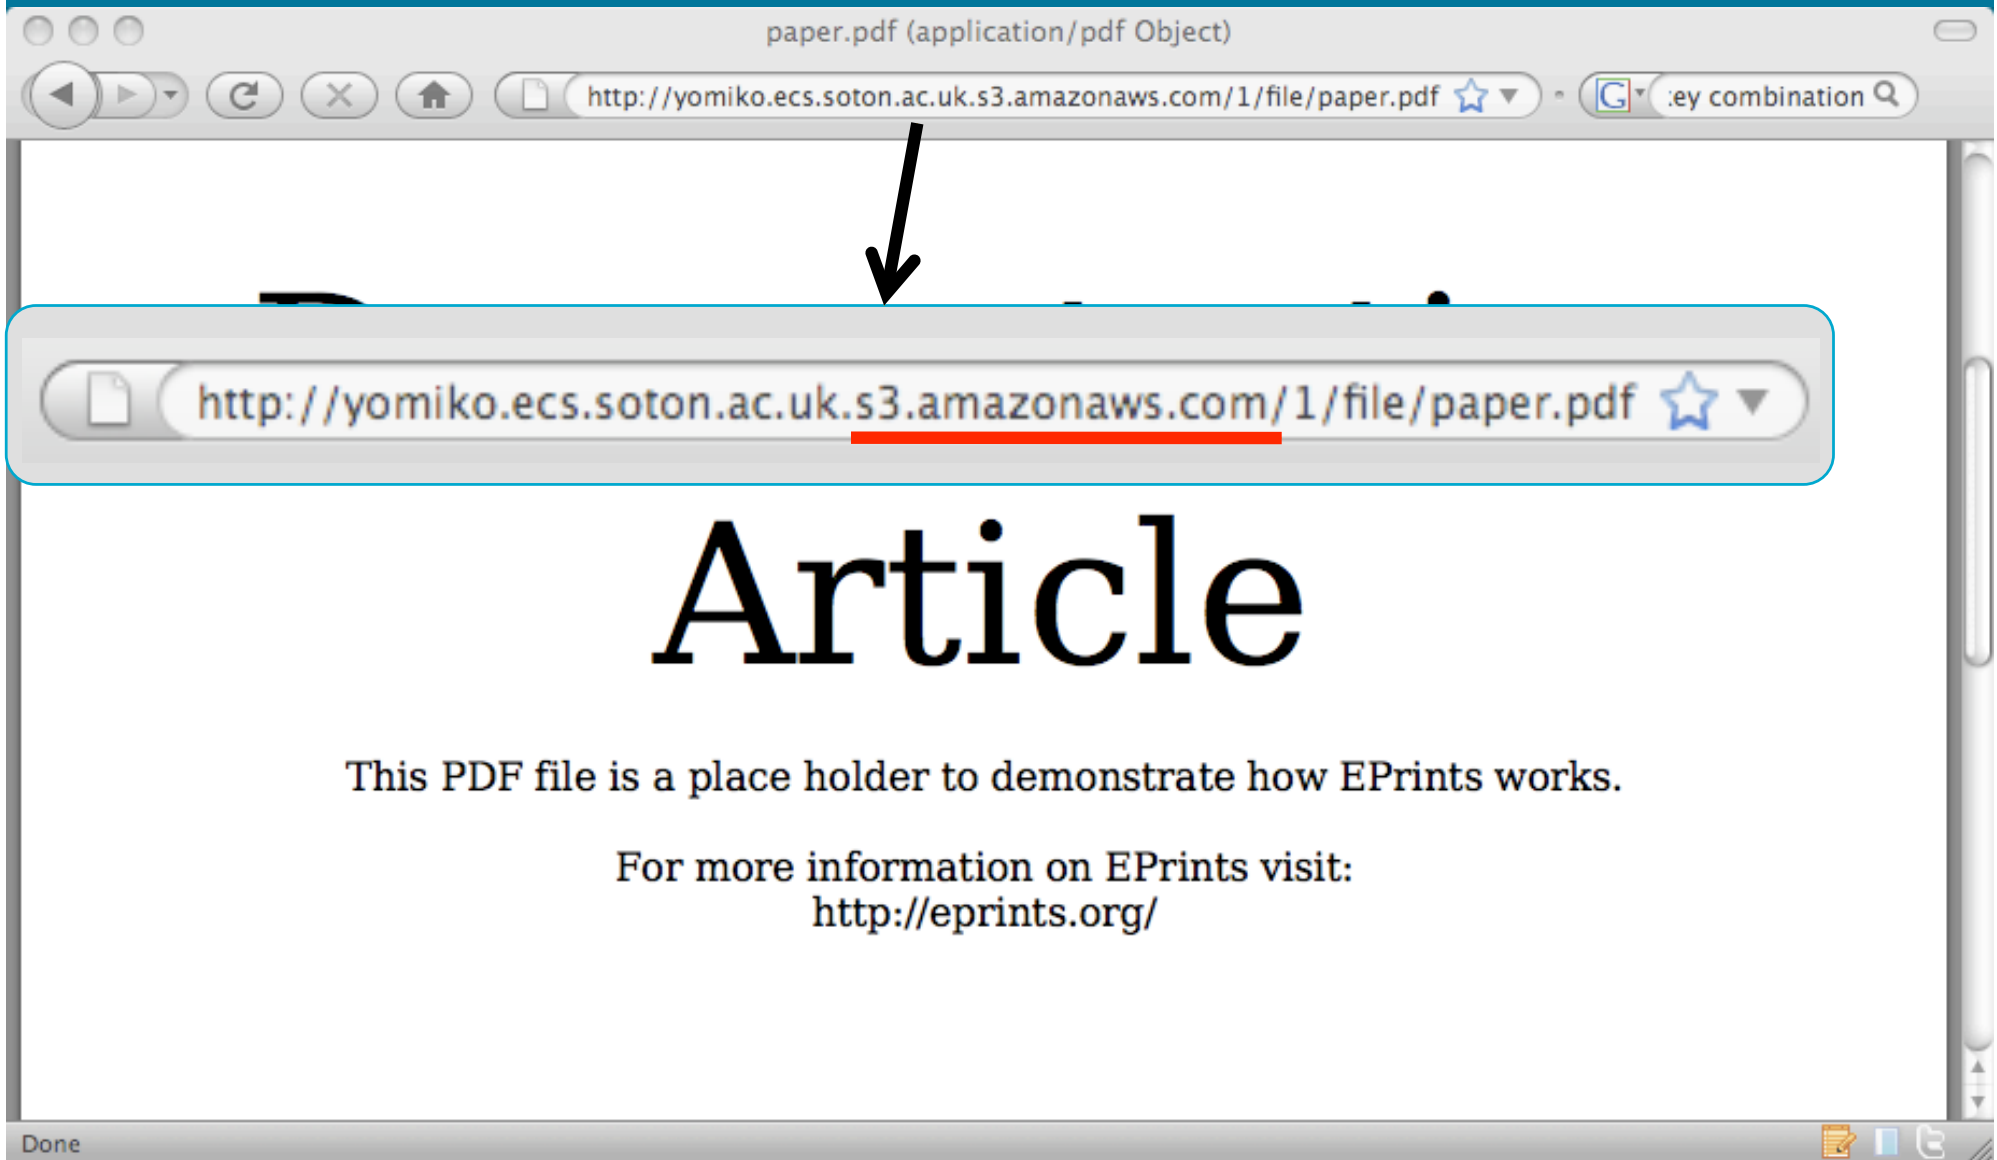 paper.pdf (application/pdf Object)
http://yomiko.ecs.soton.ac.uk.s3.amazonaws.com/1/file/paper.pdf
ey combination
http://yomiko.ecs.soton.ac.uk.s3.amazonaws.com/1/file/paper.pdf
Article
This PDF file is a place holder to demonstrate how EPrints works.
For more information on EPrints visit:
http://eprints.org/
Done